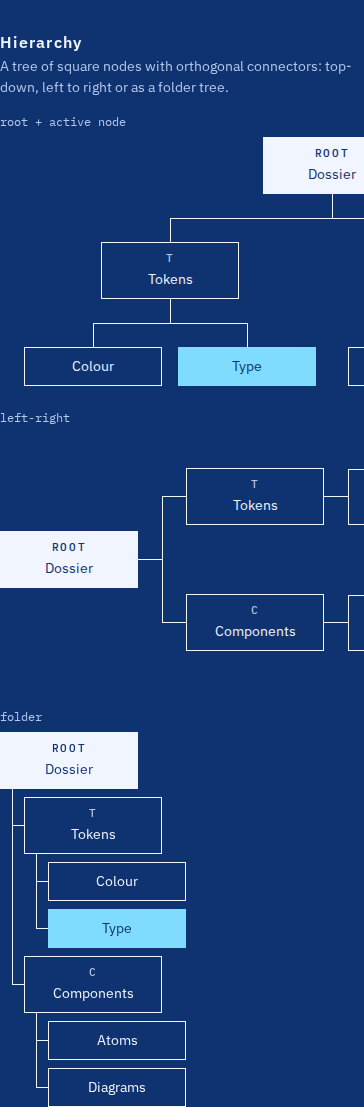 Hierarchy
A tree of square nodes with orthogonal connectors: top-
down, left to right or as a folder tree.
root + active node
ROOT
Dossier
T
Tokens
Colour
Type
left-right
T
Tokens
ROOT
Dossier
C
Components
folder
ROOT
Dossier
T
Tokens
Colour
Type
C
Components
Atoms
Diagrams